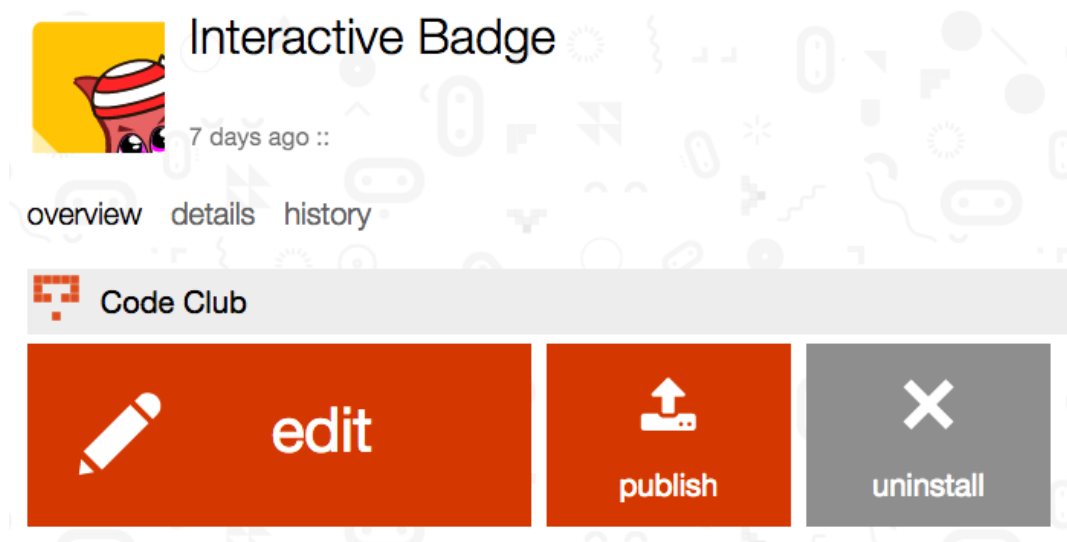 Interactive Badge
7 days ago ::
overview details history
Code Club
edit
publish
uninstall